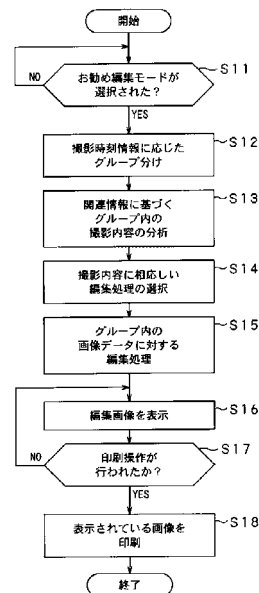 開始
お勧め編集モードが
選択された?
S11
NO
YES
撮影時刻情報に応じた
グループ分け
S12
関連情報に基づく
グループ内の
撮影内容の分析
S13
撮影内容に相応しい
編集処理の選択
S14
グループ内の
画像データに対する
編集処理
S15
編集画像を表示
S16
印刷操作が
行われたか?
S17
NO
YES
表示されている画像を
印刷
S18
終了